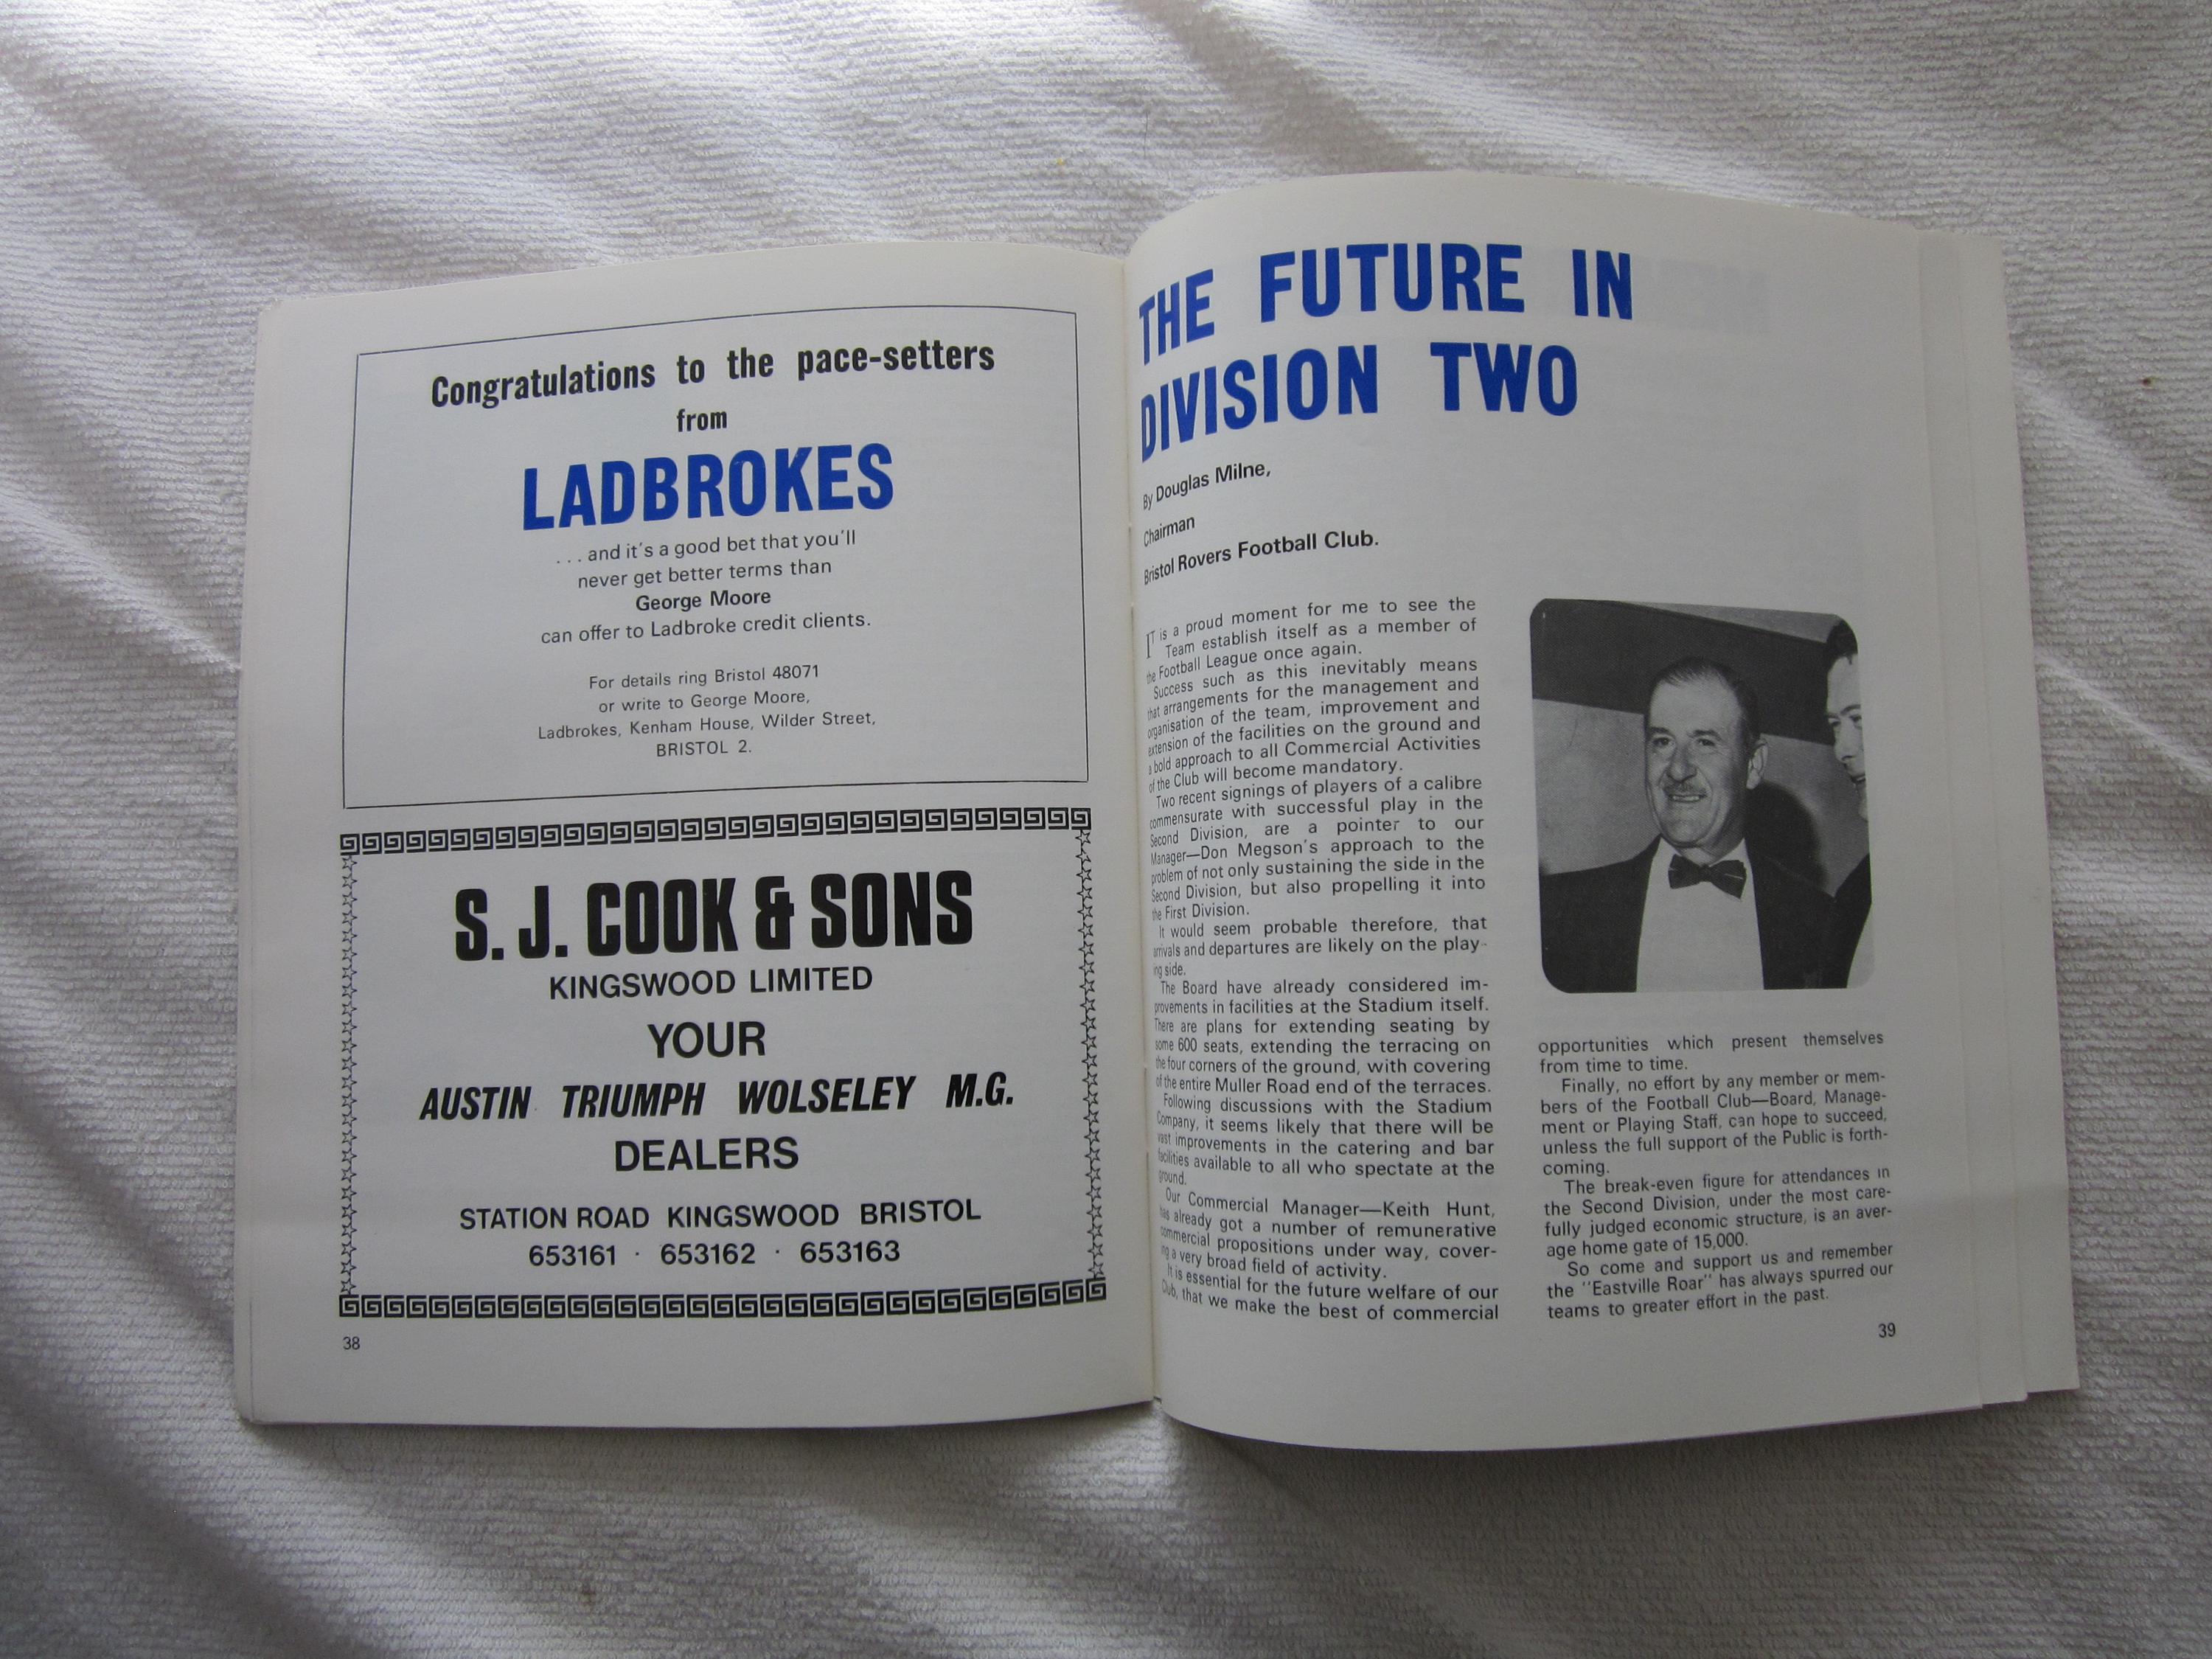 Congratulations to the pace-setters
from
LADBROKES
. . . and it's a good bet that you'll
never get better terms than
George Moore
can offer to Ladbroke credit clients.
For details ring Bristol 48071
or write to George Moore,
Ladbrokes, Kenham House, Wilder Street,
BRISTOL 2.
S. J. COOK & SONS
KINGSWOOD LIMITED
YOUR
AUSTIN TRIUMPH WOLSELEY M.G.
DEALERS
STATION ROAD KINGSWOOD BRISTOL
653161 · 653162 · 653163
38
THE FUTURE IN
DIVISION TWO
By Douglas Milne,
Chairman
Bristol Rovers Football Club.
IT is a proud moment for me to see the
Team establish itself as a member of
the Football League once again.
Success such as this inevitably means
that arrangements for the management and
organisation of the team, improvement and
extension of the facilities on the ground and
a bold approach to all Commercial Activities
of the Club will become mandatory.
Two recent signings of players of a calibre
commensurate with successful play in the
Second Division, are a pointer to our
Manager—Don Megson's approach to the
problem of not only sustaining the side in the
Second Division, but also propelling it into
the First Division.
It would seem probable therefore, that
arrivals and departures are likely on the play-
ing side.
The Board have already considered im-
provements in facilities at the Stadium itself.
There are plans for extending seating by
some 600 seats, extending the terracing on
the four corners of the ground, with covering
of the entire Muller Road end of the terraces.
Following discussions with the Stadium
Company, it seems likely that there will be
vast improvements in the catering and bar
facilities available to all who spectate at the
ground.
Our Commercial Manager—Keith Hunt,
has already got a number of remunerative
commercial propositions under way, cover-
ing a very broad field of activity.
It is essential for the future welfare of our
Club, that we make the best of commercial
opportunities which present themselves
from time to time.
Finally, no effort by any member or mem-
bers of the Football Club—Board, Manage-
ment or Playing Staff, can hope to succeed,
unless the full support of the Public is forth-
coming.
The break-even figure for attendances in
the Second Division, under the most care-
fully judged economic structure, is an aver-
age home gate of 15,000.
So come and support us and remember
the "Eastville Roar" has always spurred our
teams to greater effort in the past.
39